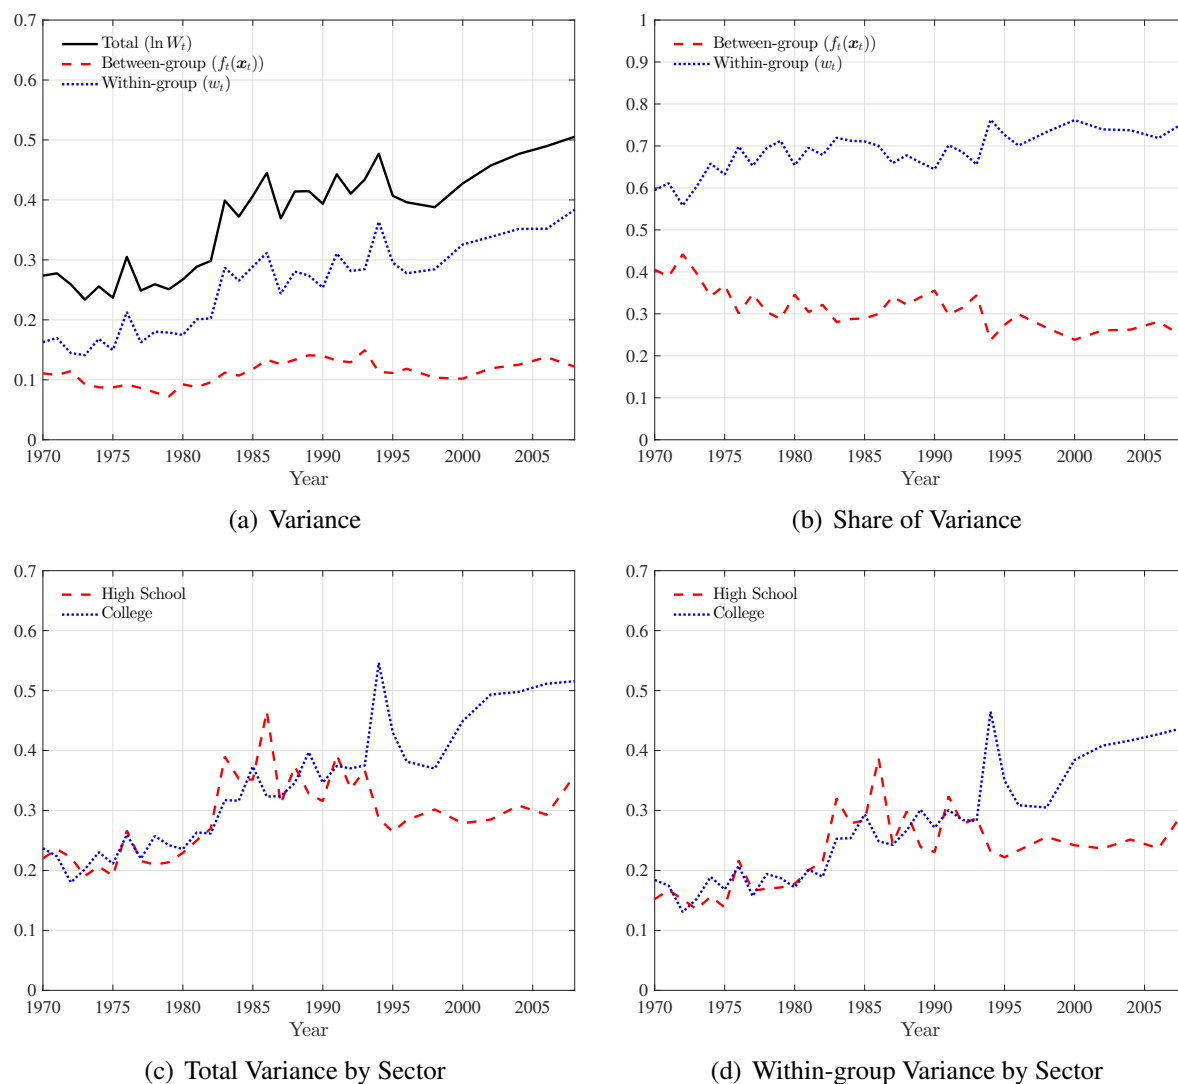 0.7
0.6
0.5
0.4
0.3
0.2
0.1
0
Total (ln W_t)
Between-group (f_t(x_t))
Within-group (w_t)
1970 1975 1980 1985 1990 1995 2000 2005
Year
(a) Variance
1
0.9
0.8
0.7
0.6
0.5
0.4
0.3
0.2
0.1
0
Between-group (f_t(x_t))
Within-group (w_t)
1970 1975 1980 1985 1990 1995 2000 2005
Year
(b) Share of Variance
0.7
0.6
0.5
0.4
0.3
0.2
0.1
0
High School
College
1970 1975 1980 1985 1990 1995 2000 2005
Year
(c) Total Variance by Sector
0.7
0.6
0.5
0.4
0.3
0.2
0.1
0
High School
College
1970 1975 1980 1985 1990 1995 2000 2005
Year
(d) Within-group Variance by Sector